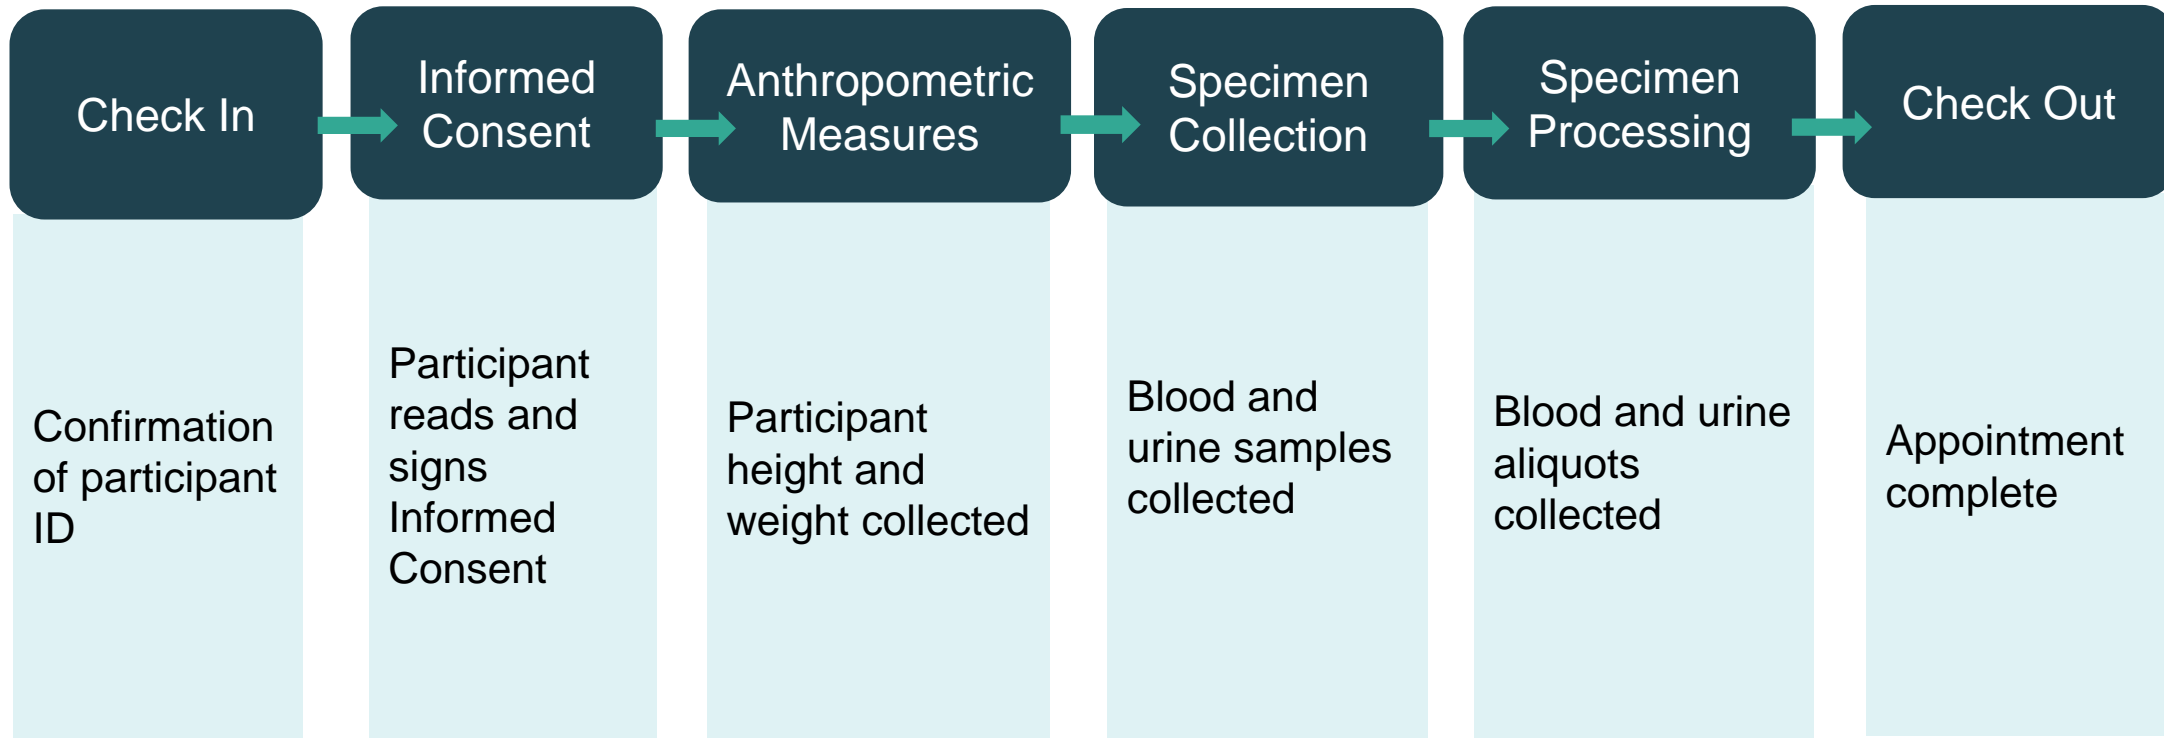 Check In
Informed
Consent
Anthropometric
Measures
Specimen
Collection
Specimen
Processing
Check Out
Confirmation
of participant
ID
Participant
reads and
signs
Informed
Consent
Participant
height and
weight collected
Blood and
urine samples
collected
Blood and urine
aliquots
collected
Appointment
complete